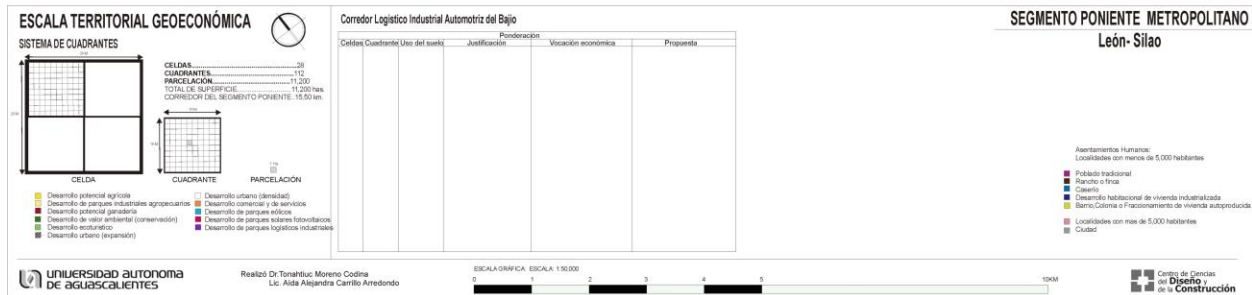 ESCALA TERRITORIAL GEOECONÓMICA
SISTEMA DE CUADRANTES
CELDAS 28
CUADRANTES 112
PARCELACIÓN 11,200
TOTAL DE SUPERFICIE 11,200 has.
CORREDOR DEL SEGMENTO PONIENTE. 15,50 km.
CELDA
CUADRANTE
PARCELACIÓN
Desarrollo potencial agrícola
Desarrollo de parques industriales agropecuarios
Desarrollo potencial ganadería
Desarrollo de valor ambiental (conservación)
Desarrollo ecoturistico
Desarrollo urbano (expansión)
Desarrollo urbano (densidad)
Desarrollo comercial y de servicios
Desarrollo de parques eólicos
Desarrollo de parques solares fotovoltaicos
Desarrollo de parques logísticos industriales
Corredor Logistico Industrial Automotriz del Bajio
Ponderación
Celdas Cuadrante Uso del suelo Justificación Vocación económica Propuesta
SEGMENTO PONIENTE METROPOLITANO
León- Silao
Asentamientos Humanos:
Localidades con menos de 5,000 habitantes
Poblado tradicional
Rancho o finca
Caserío
Desarrollo habitacional de vivienda industrializada
Barrio,Colonia o Fraccionamiento de vivienda autoproducida
Localidades con mas de 5,000 habitantes
Ciudad
UNIVERSIDAD AUTONOMA
DE AGUASCALIENTES
Realizó Dr.Tonahtiuc Moreno Codina
Lic. Aida Alejandra Carrillo Arredondo
ESCALA GRÁFICA: ESCALA: 1:50,000
0 1 2 3 4 5 10KM
Centro de Ciencias
del Diseño y
de la Construcción